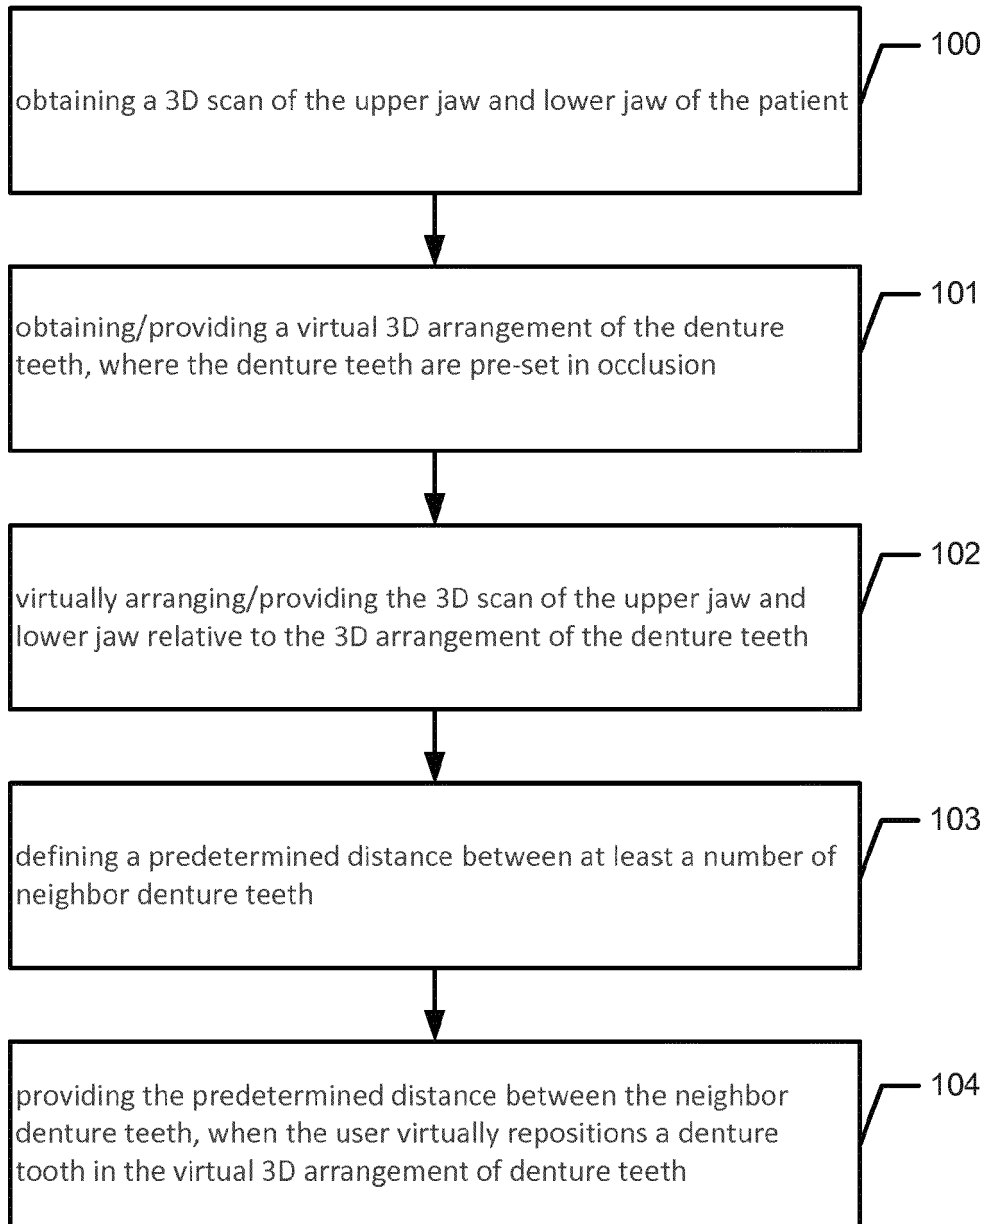 100
obtaining a 3D scan of the upper jaw and lower jaw of the patient
101
obtaining/providing a virtual 3D arrangement of the denture
teeth, where the denture teeth are pre-set in occlusion
102
virtually arranging/providing the 3D scan of the upper jaw and
lower jaw relative to the 3D arrangement of the denture teeth
103
defining a predetermined distance between at least a number of
neighbor denture teeth
104
providing the predetermined distance between the neighbor
denture teeth, when the user virtually repositions a denture
tooth in the virtual 3D arrangement of denture teeth